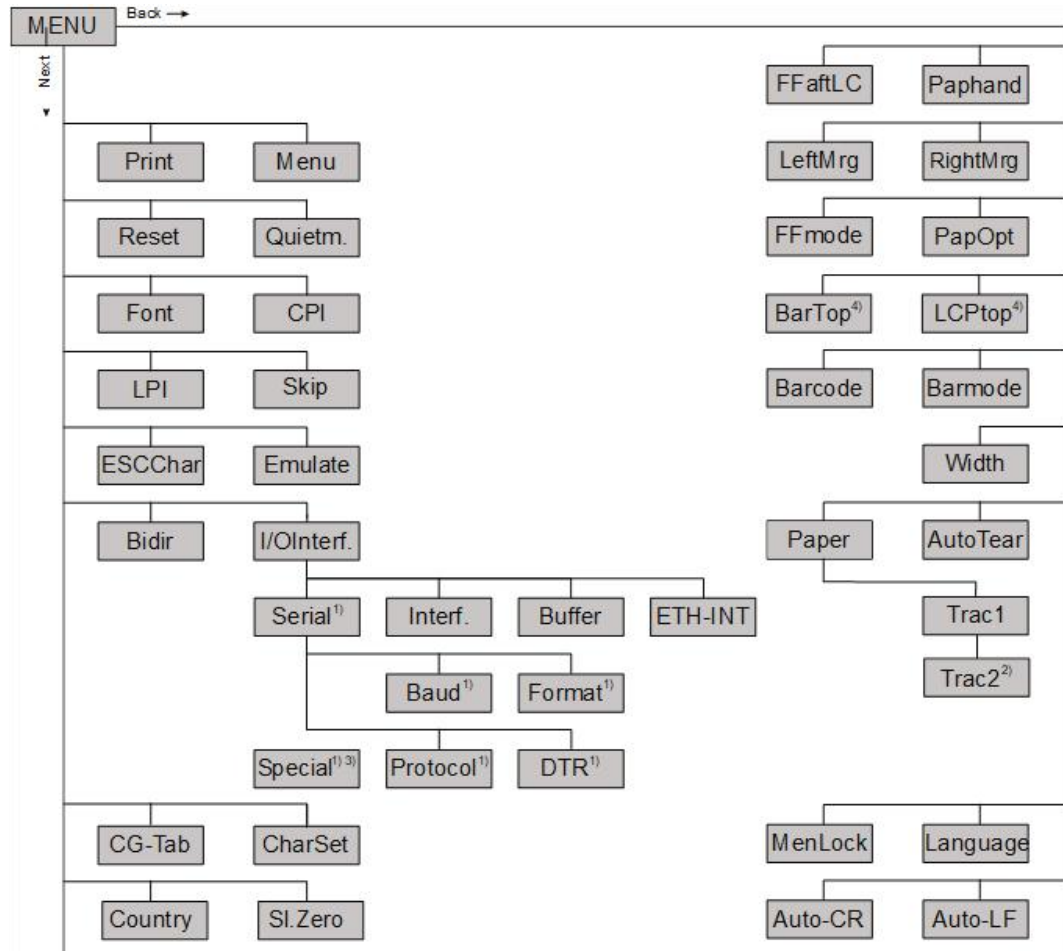 MENU Back →
Next
FFaftLC Paphand
Print Menu LeftMrg RightMrg
Reset Quietm. FFmode PapOpt
Font CPI BarTop4) LCPtop4)
LPI Skip Barcode Barmode
ESCChar Emulate Width
Bidir I/OInterf. Paper AutoTear
Serial1) Interf. Buffer ETH-INT Trac1
Baud1) Format1) Trac22)
Special1) 3) Protocol1) DTR1)
CG-Tab CharSet MenLock Language
Country Sl.Zero Auto-CR Auto-LF